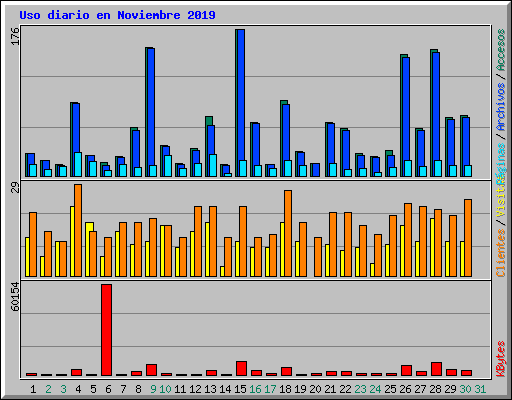 Uso diario en Noviembre 2019
176
29
60154
Accesos / Archivos / Páginas
Clientes / Visitas
KBytes
1 2 3 4 5 6 7 8 9 10 11 12 13 14 15 16 17 18 19 20 21 22 23 24 25 26 27 28 29 30 31